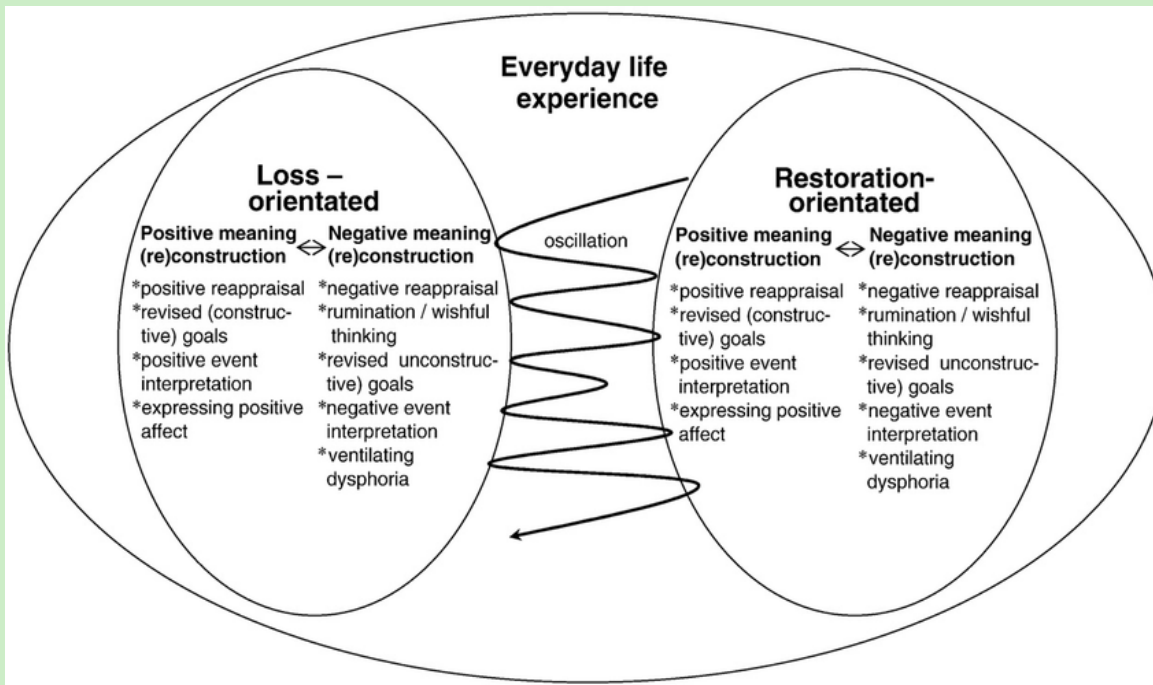 Everyday life
experience
Loss –
orientated
Positive meaning
(re)construction
Negative meaning
(re)construction
*positive reappraisal
*revised (construc-
tive) goals
*positive event
interpretation
*expressing positive
affect
*negative reappraisal
*rumination / wishful
thinking
*revised unconstruc-
tive) goals
*negative event
interpretation
*ventilating
dysphoria
oscillation
Restoration-
orientated
Positive meaning
(re)construction
Negative meaning
(re)construction
*positive reappraisal
*revised (construc-
tive) goals
*positive event
interpretation
*expressing positive
affect
*negative reappraisal
*rumination / wishful
thinking
*revised unconstruc-
tive) goals
*negative event
interpretation
*ventilating
dysphoria